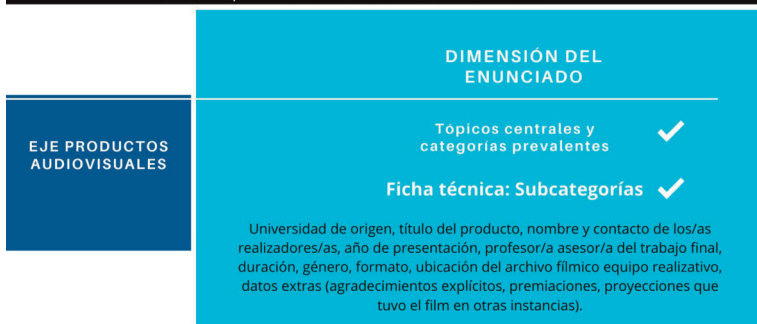 DIMENSIÓN DEL
ENUNCIADO
EJE PRODUCTOS
AUDIOVISUALES
Tópicos centrales y
categorías prevalentes
Ficha técnica: Subcategorías
Universidad de origen, título del producto, nombre y contacto de los/as
realizadores/as, año de presentación, profesor/a asesor/a del trabajo final,
duración, género, formato, ubicación del archivo fílmico equipo realizativo,
datos extras (agradecimientos explícitos, premiaciones, proyecciones que
tuvo el film en otras instancias).